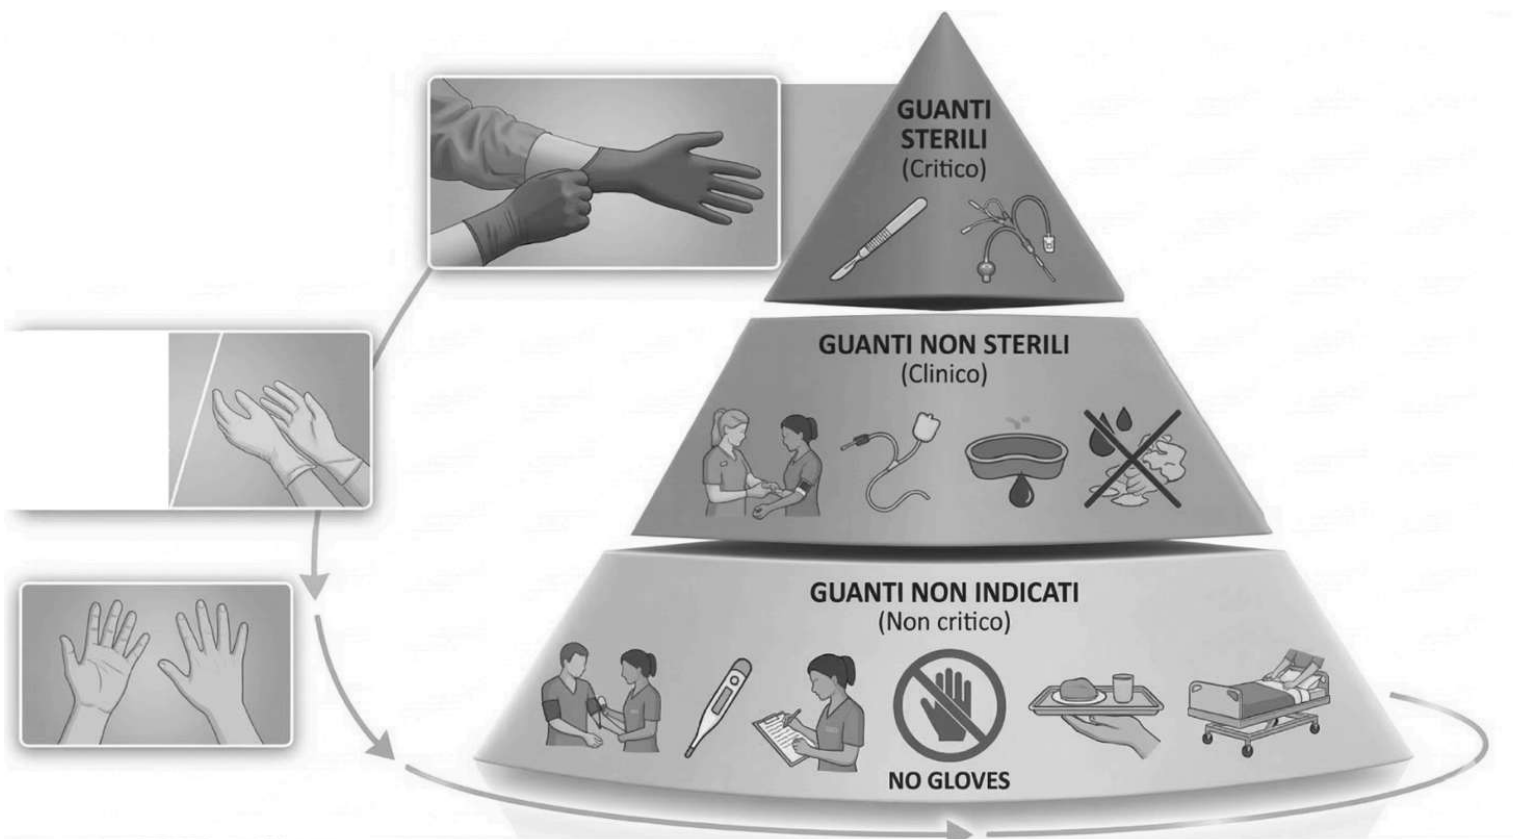 GUANTI
STERILI
(Critico)
GUANTI NON STERILI
(Clinico)
GUANTI NON INDICATI
(Non critico)
NO GLOVES